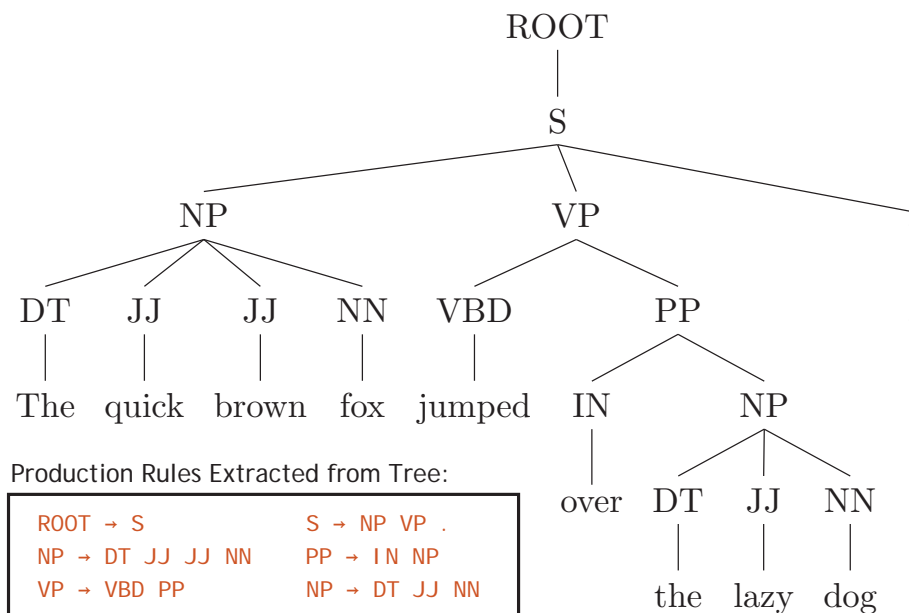 ROOT
S
NP VP
DT JJ JJ NN VBD PP
The quick brown fox jumped IN NP
over DT JJ NN
the lazy dog
Production Rules Extracted from Tree:
ROOT → S S → NP VP .
NP → DT JJ JJ NN PP → IN NP
VP → VBD PP NP → DT JJ NN